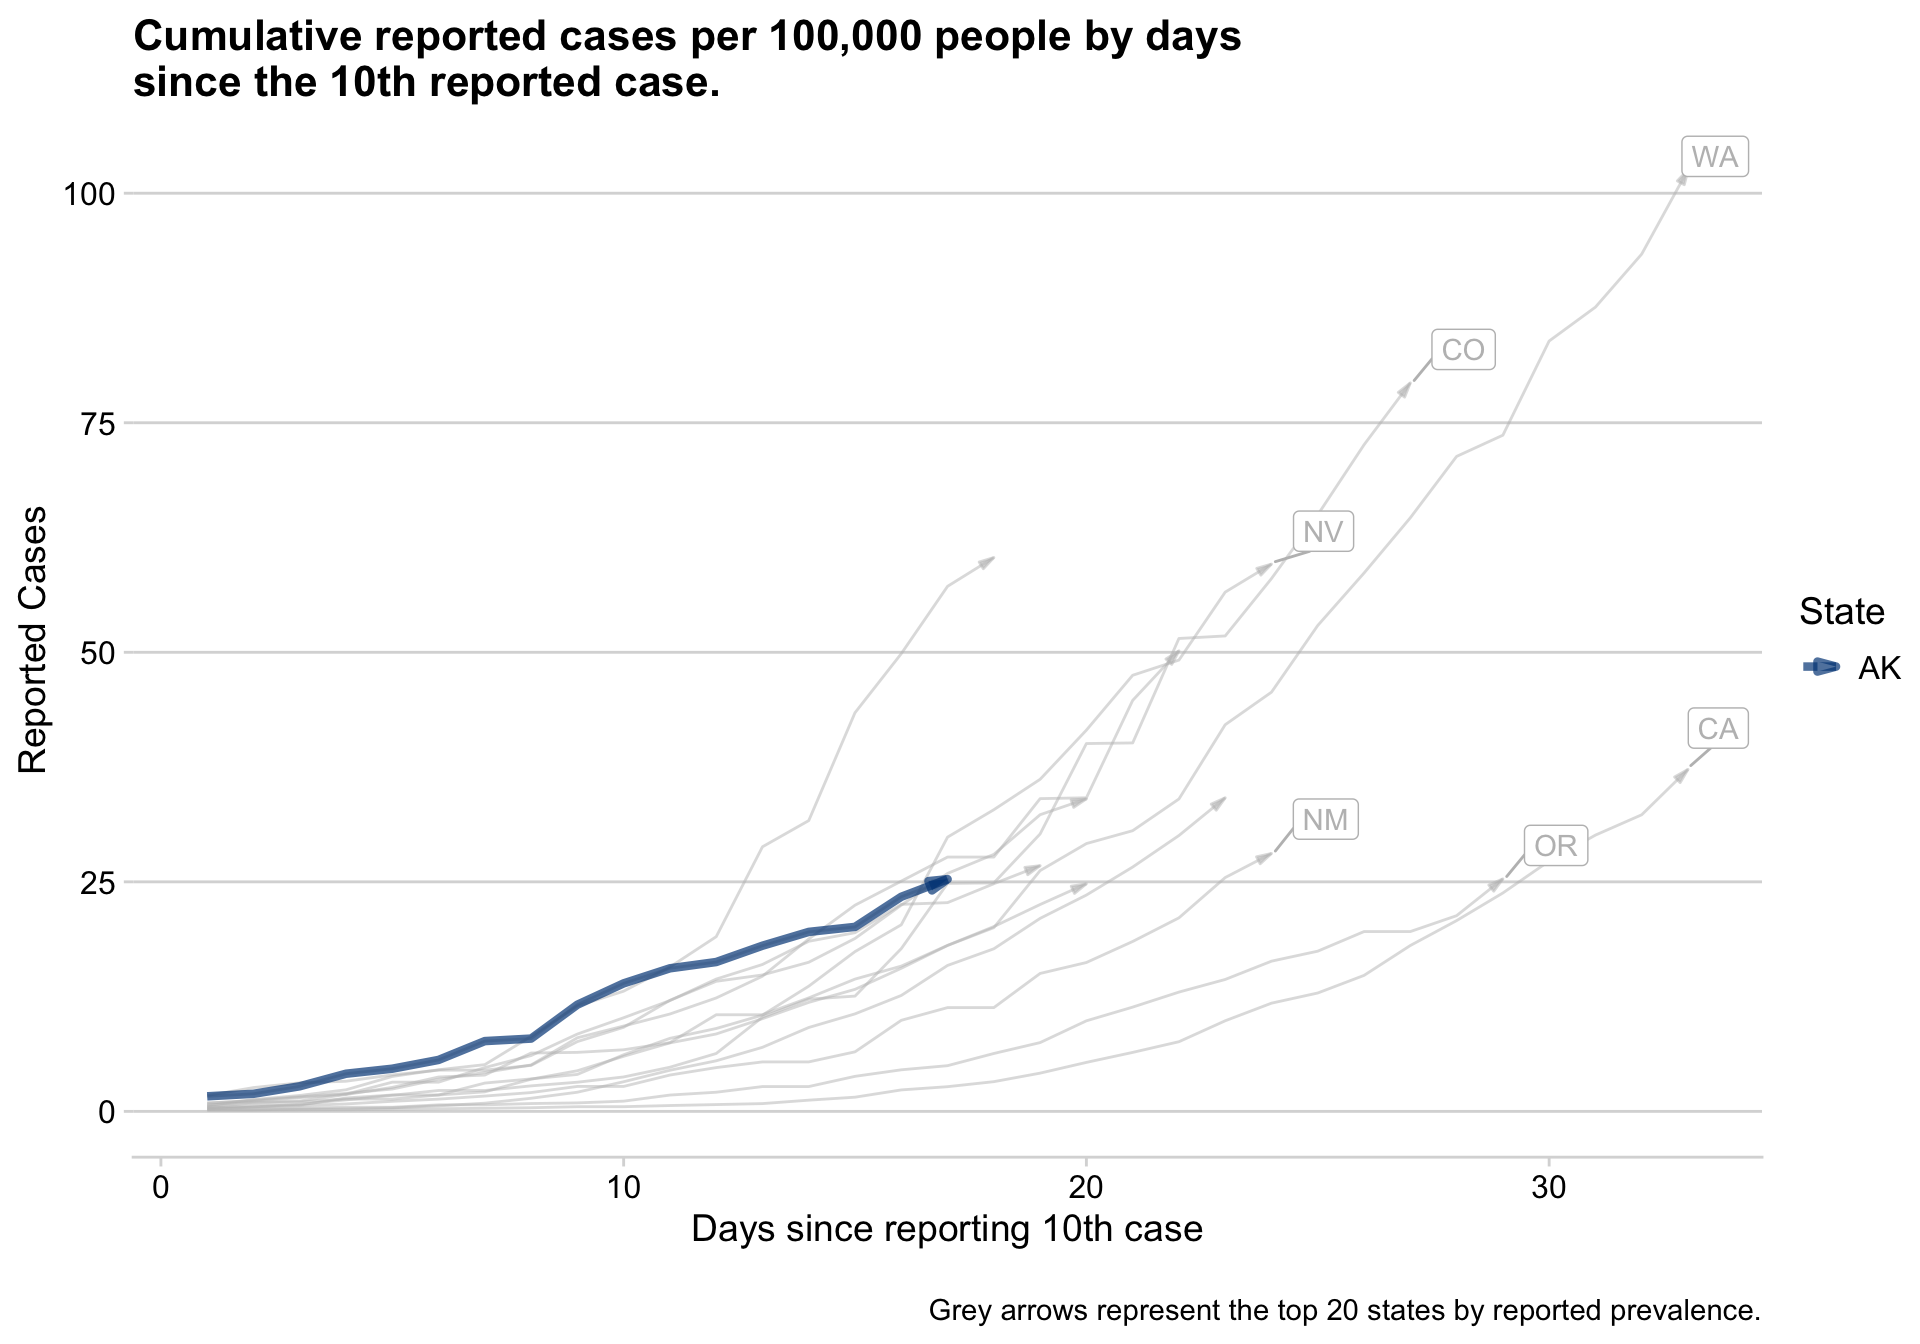 Cumulative reported cases per 100,000 people by days
since the 10th reported case.
WA
100
CO
75
NV
Reported Cases
50
State
AK
CA
NM
OR
25
0
0 10 20 30
Days since reporting 10th case
Grey arrows represent the top 20 states by reported prevalence.